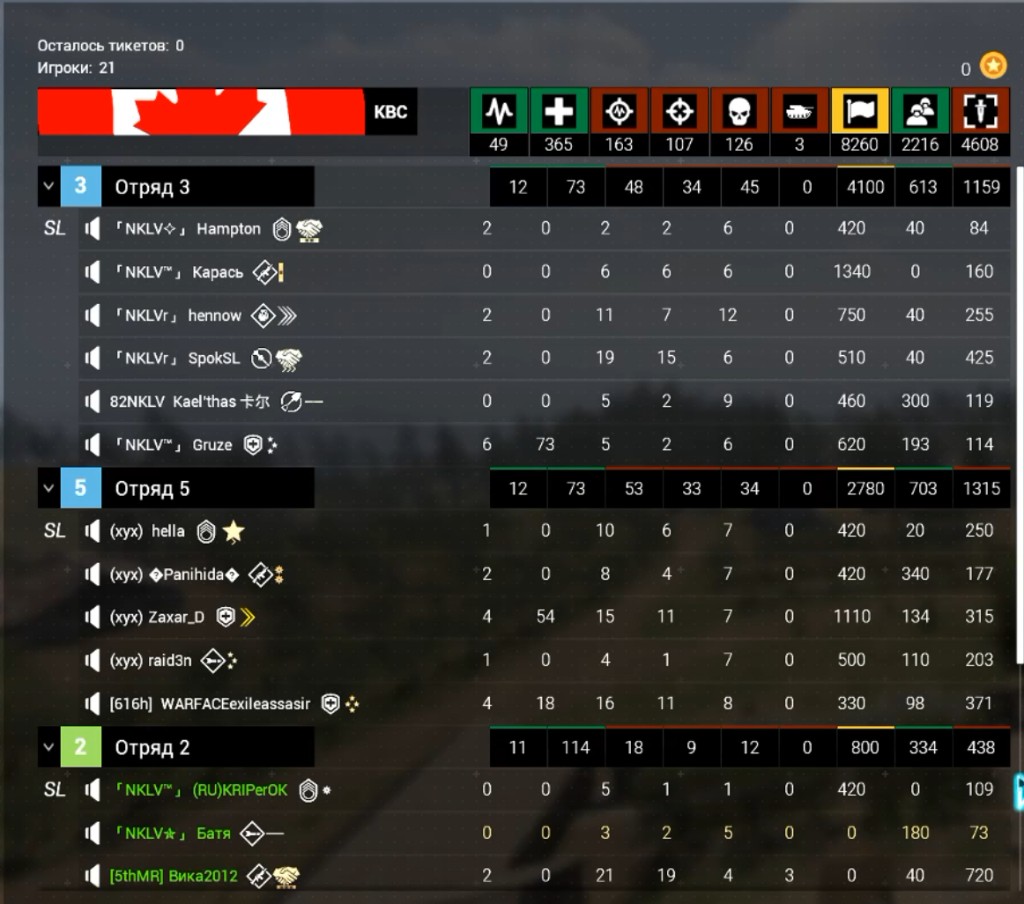 Осталось тикетов: 0
Игроки: 21
0
КВС
49 365 163 107 126 3 8260 2216 4608
3 Отряд 3 12 73 48 34 45 0 4100 613 1159
SL 「NKLV✧」 Hampton 2 0 2 2 6 0 420 40 84
「NKLV™」 Карась 0 0 6 6 6 0 1340 0 160
「NKLVr」 hennow 2 0 11 7 12 0 750 40 255
「NKLVr」 SpokSL 2 0 19 15 6 0 510 40 425
82NKLV Kael'thas 卡尔 0 0 5 2 9 0 460 300 119
「NKLV™」 Gruze 6 73 5 2 6 0 620 193 114
5 Отряд 5 12 73 53 33 34 0 2780 703 1315
SL (xyx) hella 1 0 10 6 7 0 420 20 250
(xyx) �Panihida� 2 0 8 4 7 0 420 340 177
(xyx) Zaxar_D 4 54 15 11 7 0 1110 134 315
(xyx) raid3n 1 0 4 1 7 0 500 110 203
[616h] WARFACEexileassasir 4 18 16 11 8 0 330 98 371
2 Отряд 2 11 114 18 9 12 0 800 334 438
SL 「NKLV™」 (RU)KRIPerOK 0 0 5 1 1 0 420 0 109
「NKLV✯」 Батя 0 0 3 2 5 0 0 180 73
[5thMR] Вика2012 2 0 21 19 4 3 0 40 720